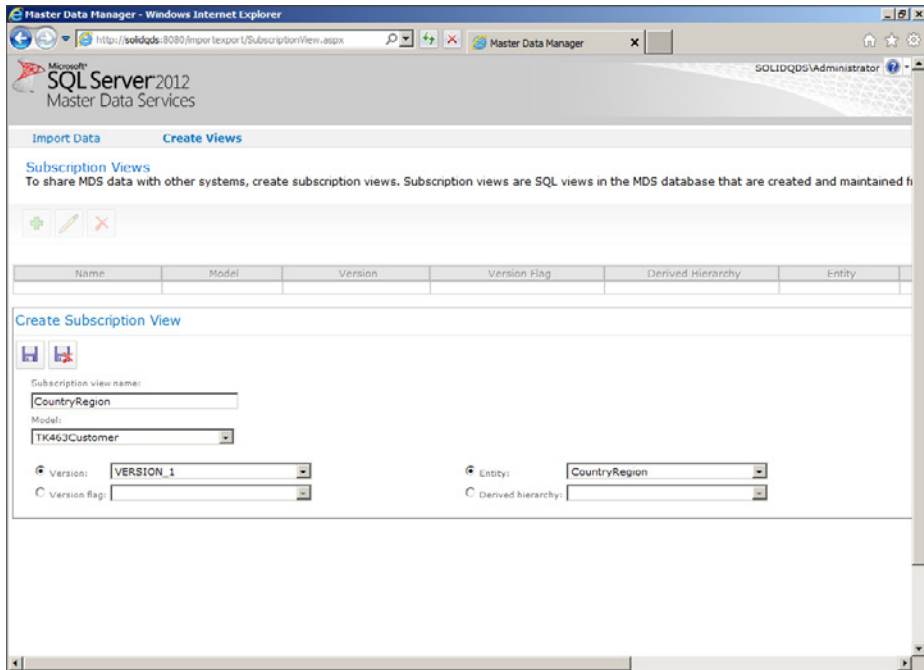 Master Data Manager - Windows Internet Explorer
http://solidqds:8080/importexport/SubscriptionView.aspx
Master Data Manager
SOLIDQDS\Administrator
Microsoft
SQL Server 2012
Master Data Services
Import Data Create Views
Subscription Views
To share MDS data with other systems, create subscription views. Subscription views are SQL views in the MDS database that are created and maintained
Name Model Version Version Flag Derived Hierarchy Entity
Create Subscription View
Subscription view name:
CountryRegion
Model:
TK463Customer
Version: VERSION_1 Entity: CountryRegion
Version flag: Derived hierarchy: